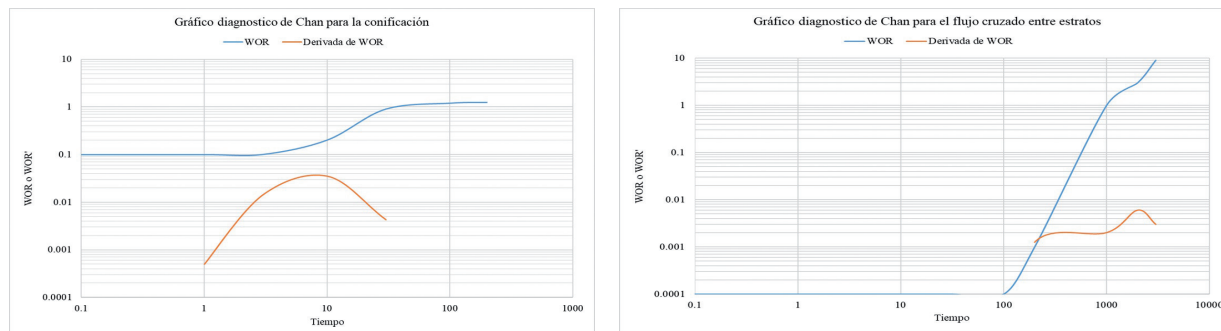 Gráfico diagnostico de Chan para la conificación
WOR Derivada de WOR
10
1
0.1
0.01
0.001
0.0001
WOR o WOR'
0.1 1 10 100 1000
Tiempo
Gráfico diagnostico de Chan para el flujo cruzado entre estratos
WOR Derivada de WOR
10
1
0.1
0.01
0.001
0.0001
WOR o WOR'
0.1 1 10 100 1000 10000
Tiempo